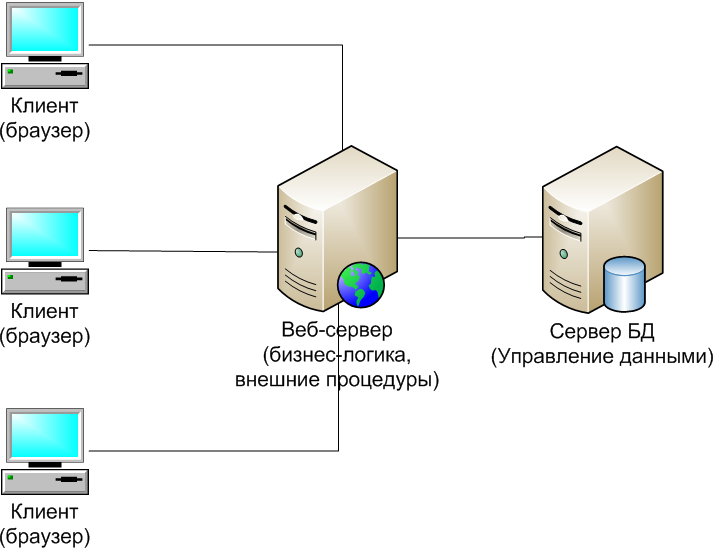 Клиент
(браузер)
Клиент
(браузер)
Веб-сервер
(бизнес-логика,
внешние процедуры)
Сервер БД
(Управление данными)
Клиент
(браузер)